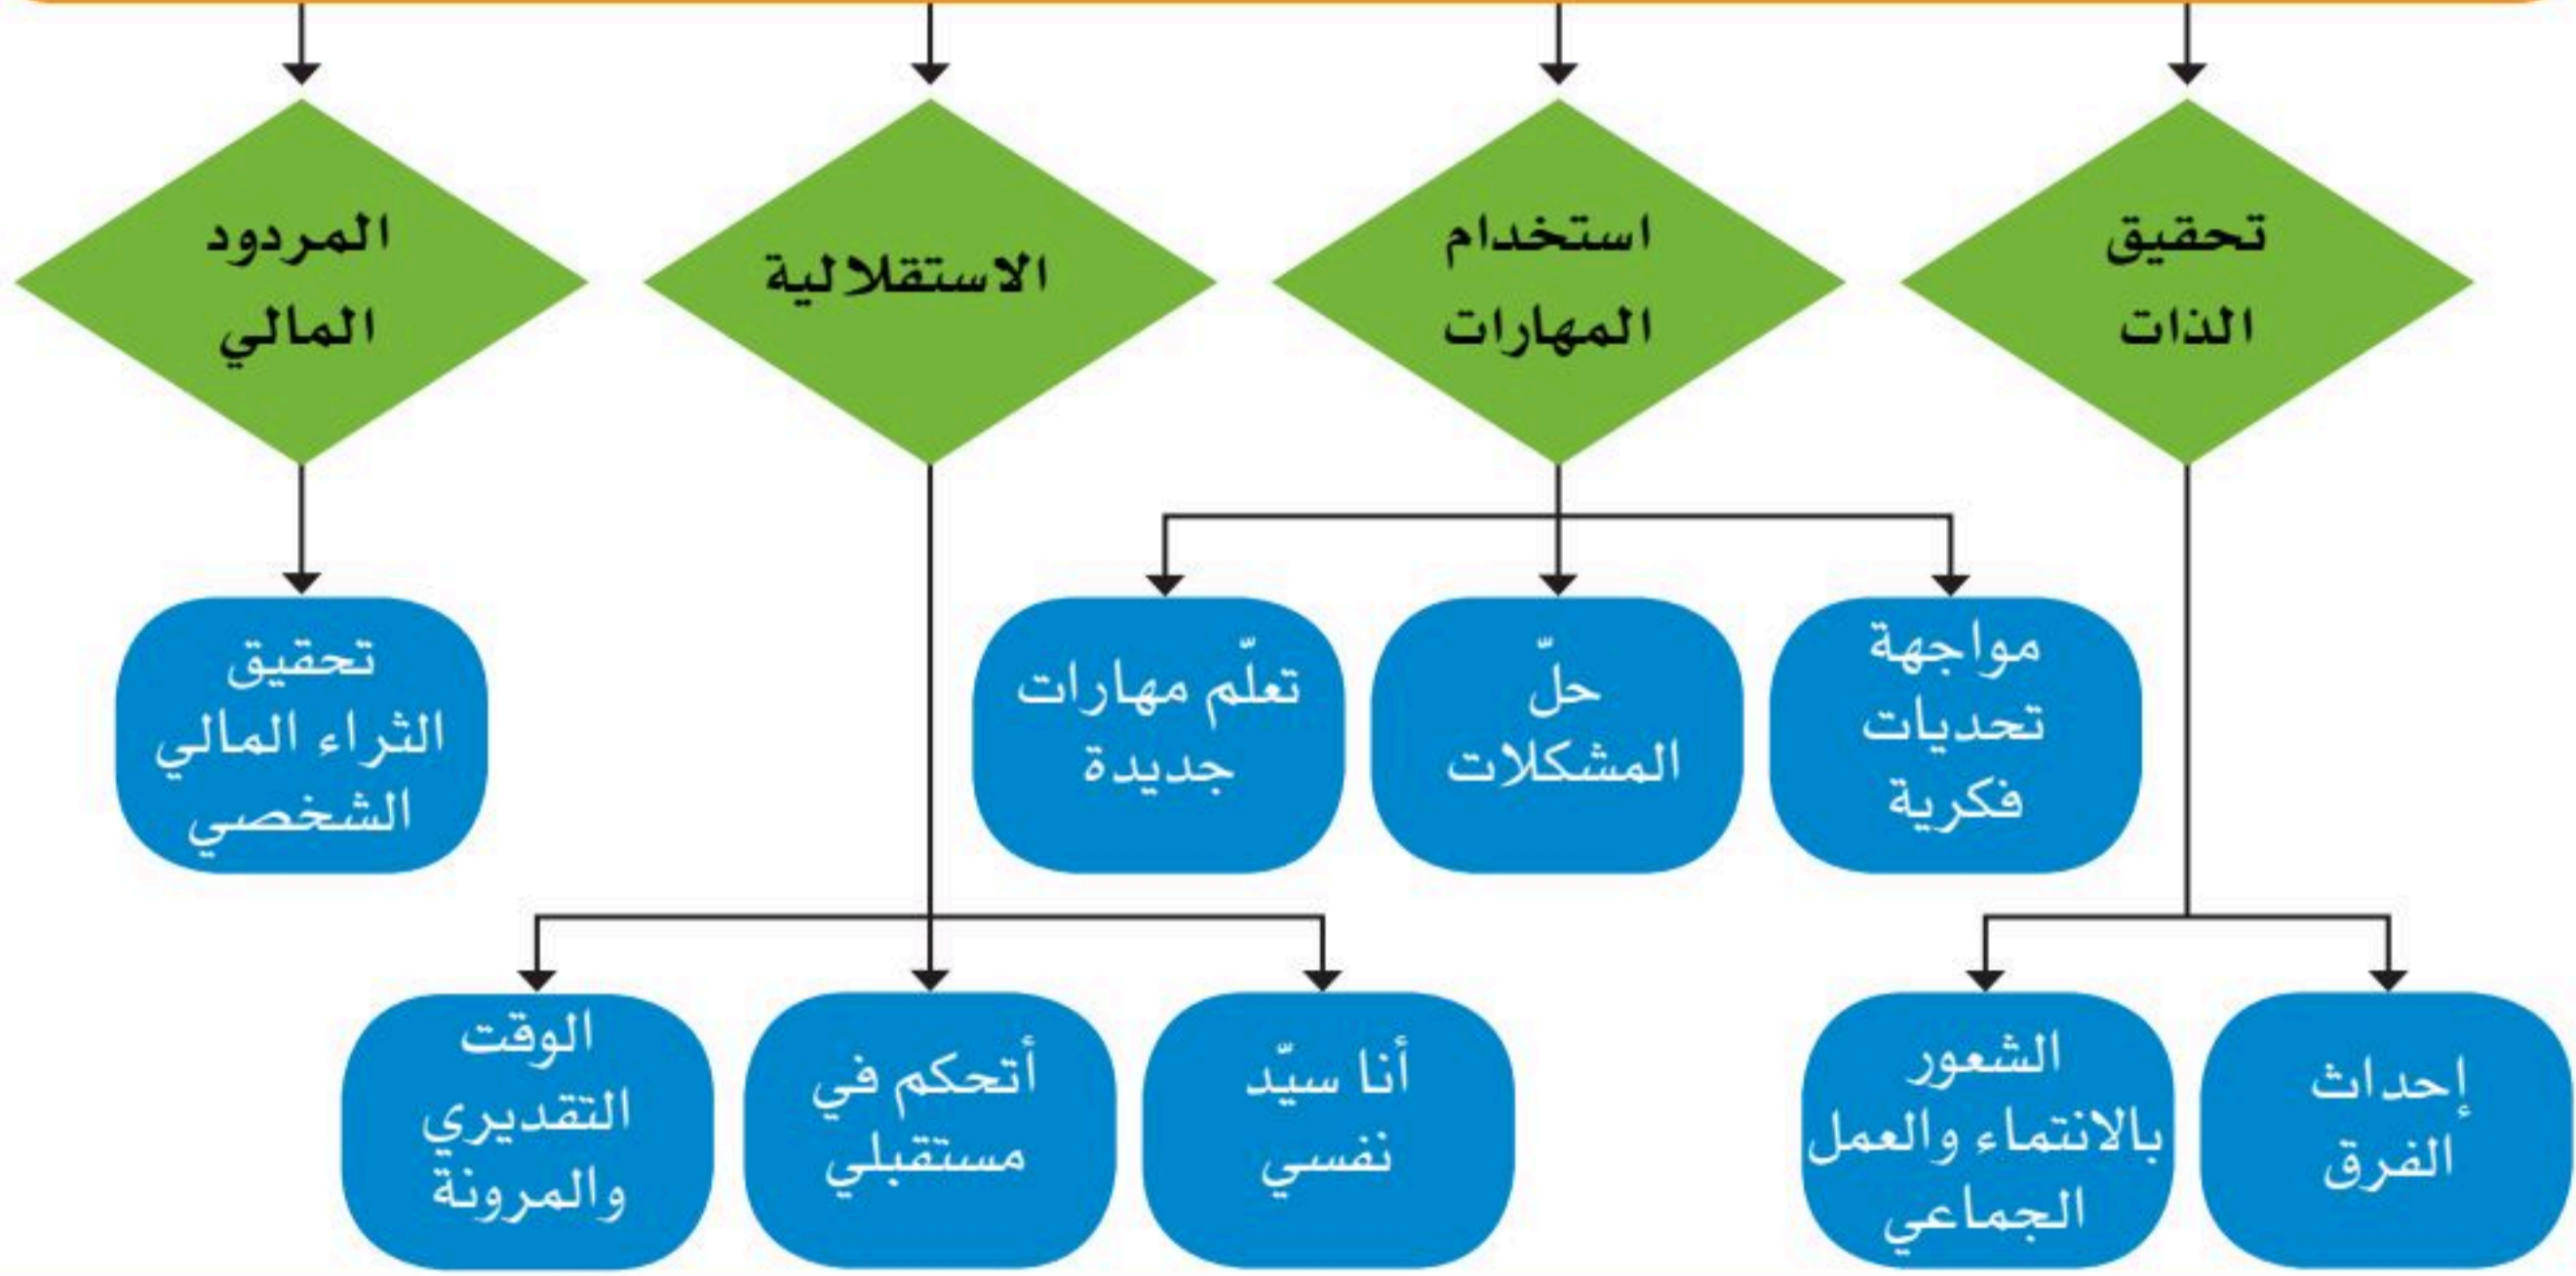 تحقيق
الذات
استخدام
المهارات
الاستقلالية
المردود
المالي
مواجهة
تحديات
فكرية
حلّ
المشكلات
تعلّم مهارات
جديدة
تحقيق
الثراء المالي
الشخصي
إحداث
الفرق
الشعور
بالانتماء والعمل
الجماعي
أنا سيّد
نفسي
أتحكم في
مستقبلي
الوقت
التقديري
والمرونة